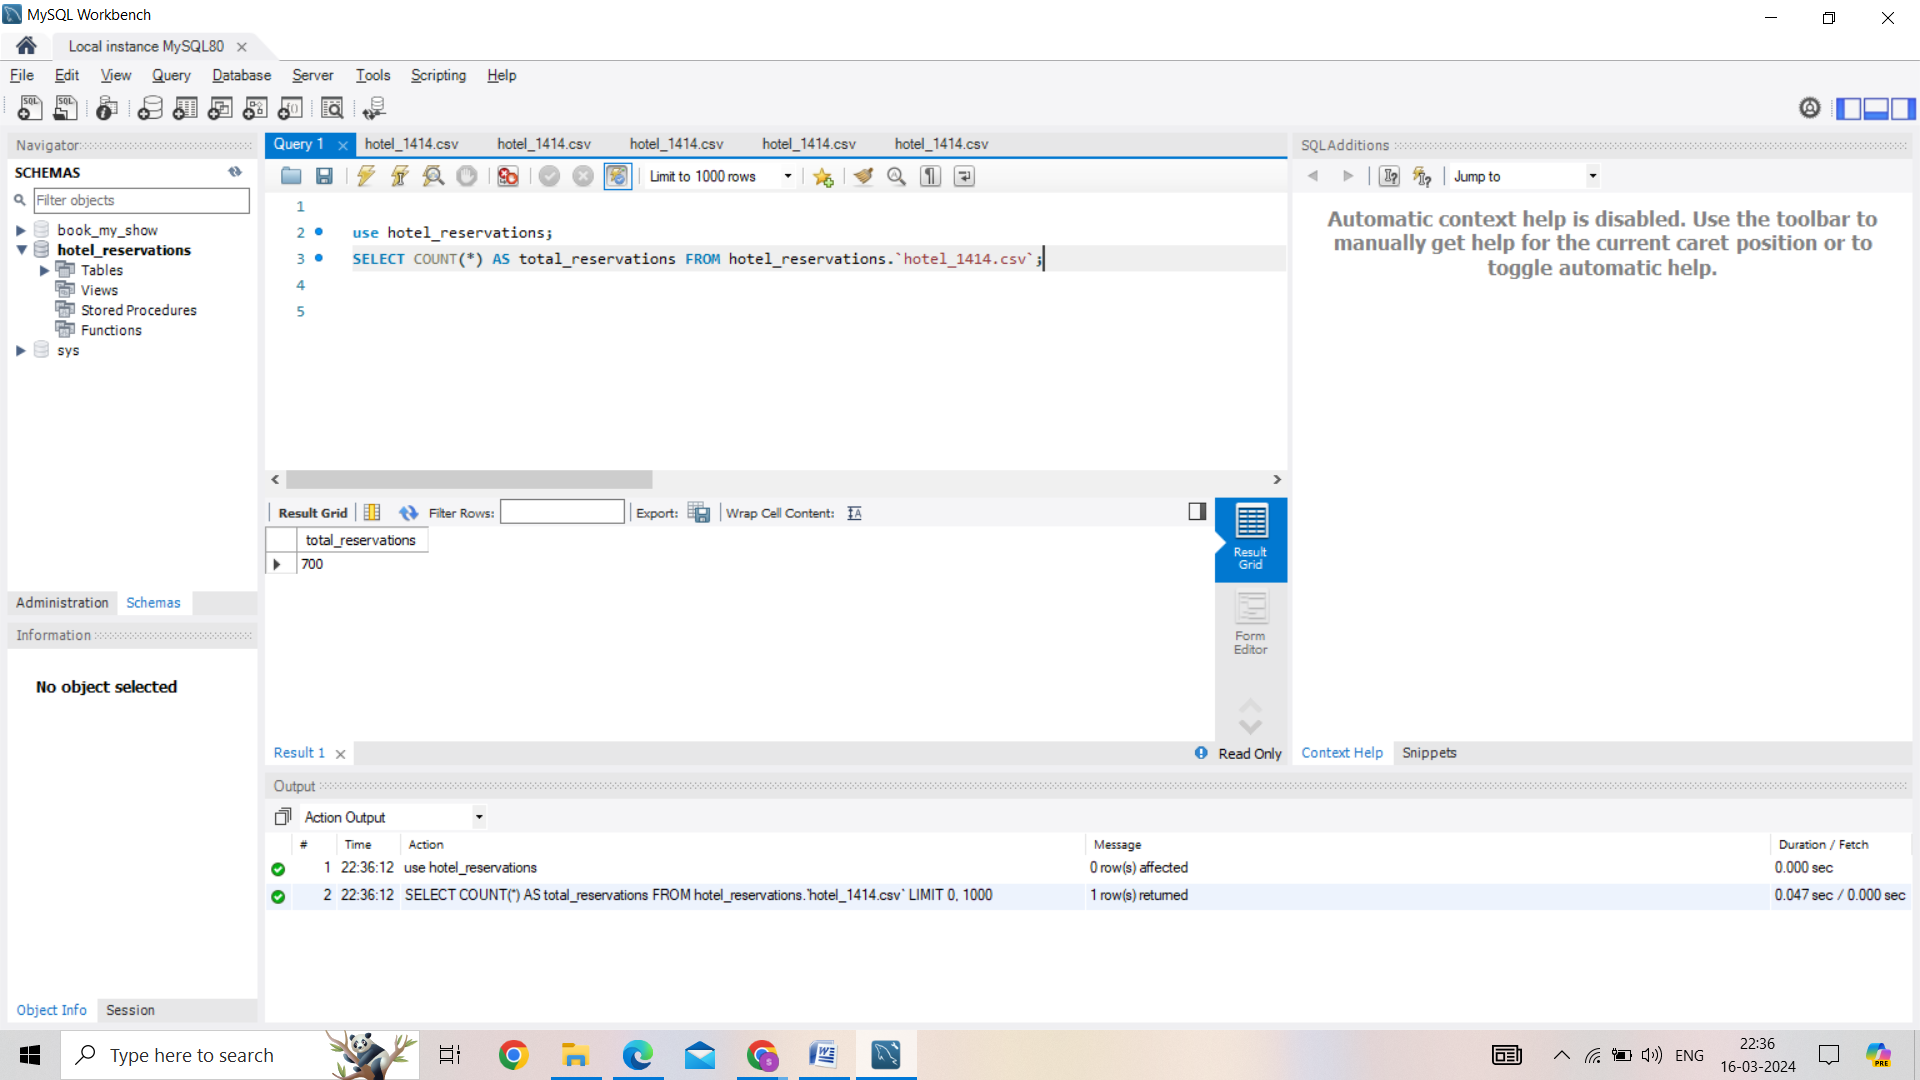 MySQL Workbench
Local instance MySQL80
File Edit View Query Database Server Tools Scripting Help
Navigator
SCHEMAS
Filter objects
book_my_show
hotel_reservations
Tables
Views
Stored Procedures
Functions
sys
Administration Schemas
Information
No object selected
Object Info Session
Query 1 hotel_1414.csv hotel_1414.csv hotel_1414.csv hotel_1414.csv hotel_1414.csv
Limit to 1000 rows
1
2 use hotel_reservations;
3 SELECT COUNT(*) AS total_reservations FROM hotel_reservations.`hotel_1414.csv`;
4
5
Result Grid Filter Rows: Export: Wrap Cell Content:
total_reservations
700
Result Grid
Form Editor
Result 1 Read Only
SQLAdditions
Jump to
Automatic context help is disabled. Use the toolbar to
manually get help for the current caret position or to
toggle automatic help.
Context Help Snippets
Output
Action Output
# Time Action Message Duration / Fetch
1 22:36:12 use hotel_reservations 0 row(s) affected 0.000 sec
2 22:36:12 SELECT COUNT(*) AS total_reservations FROM hotel_reservations.`hotel_1414.csv` LIMIT 0, 1000 1 row(s) returned 0.047 sec / 0.000 sec
Type here to search
ENG
22:36
16-03-2024
PRE